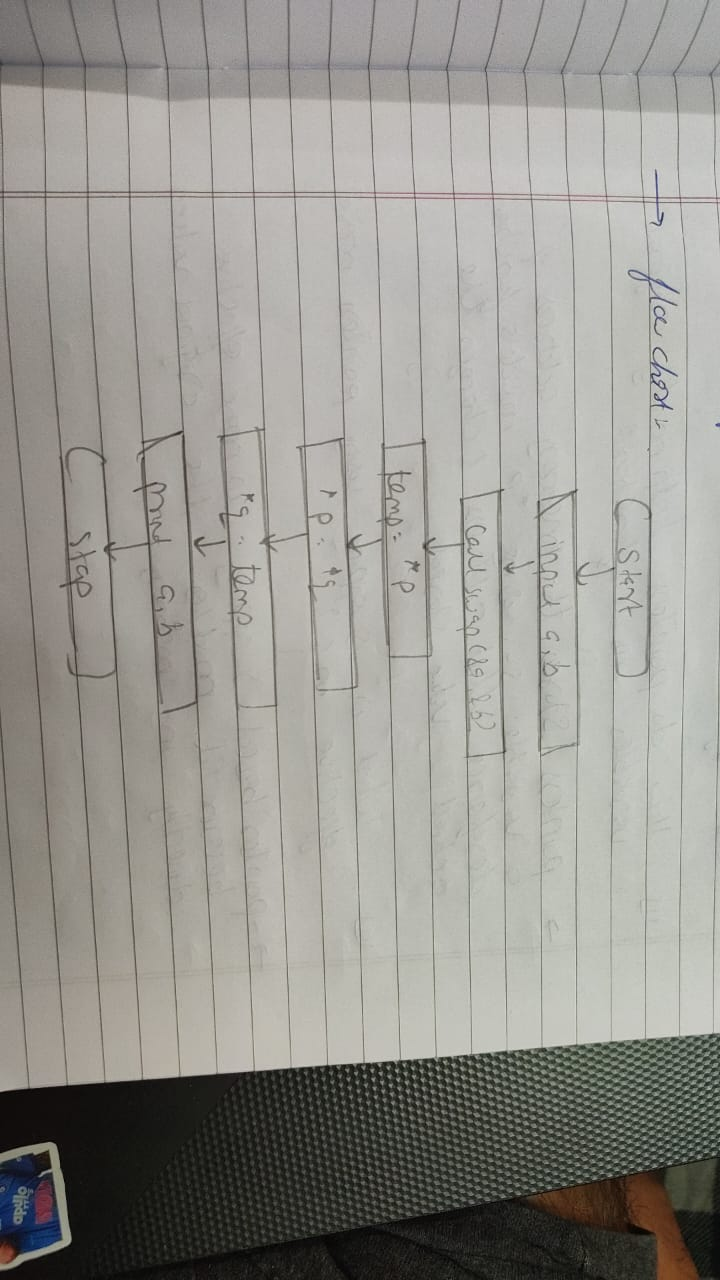 → flow chart :-
Start
input a, b
Call swap (&a, &b)
temp = *p
*p = *q
*q = temp
print a, b
Stop